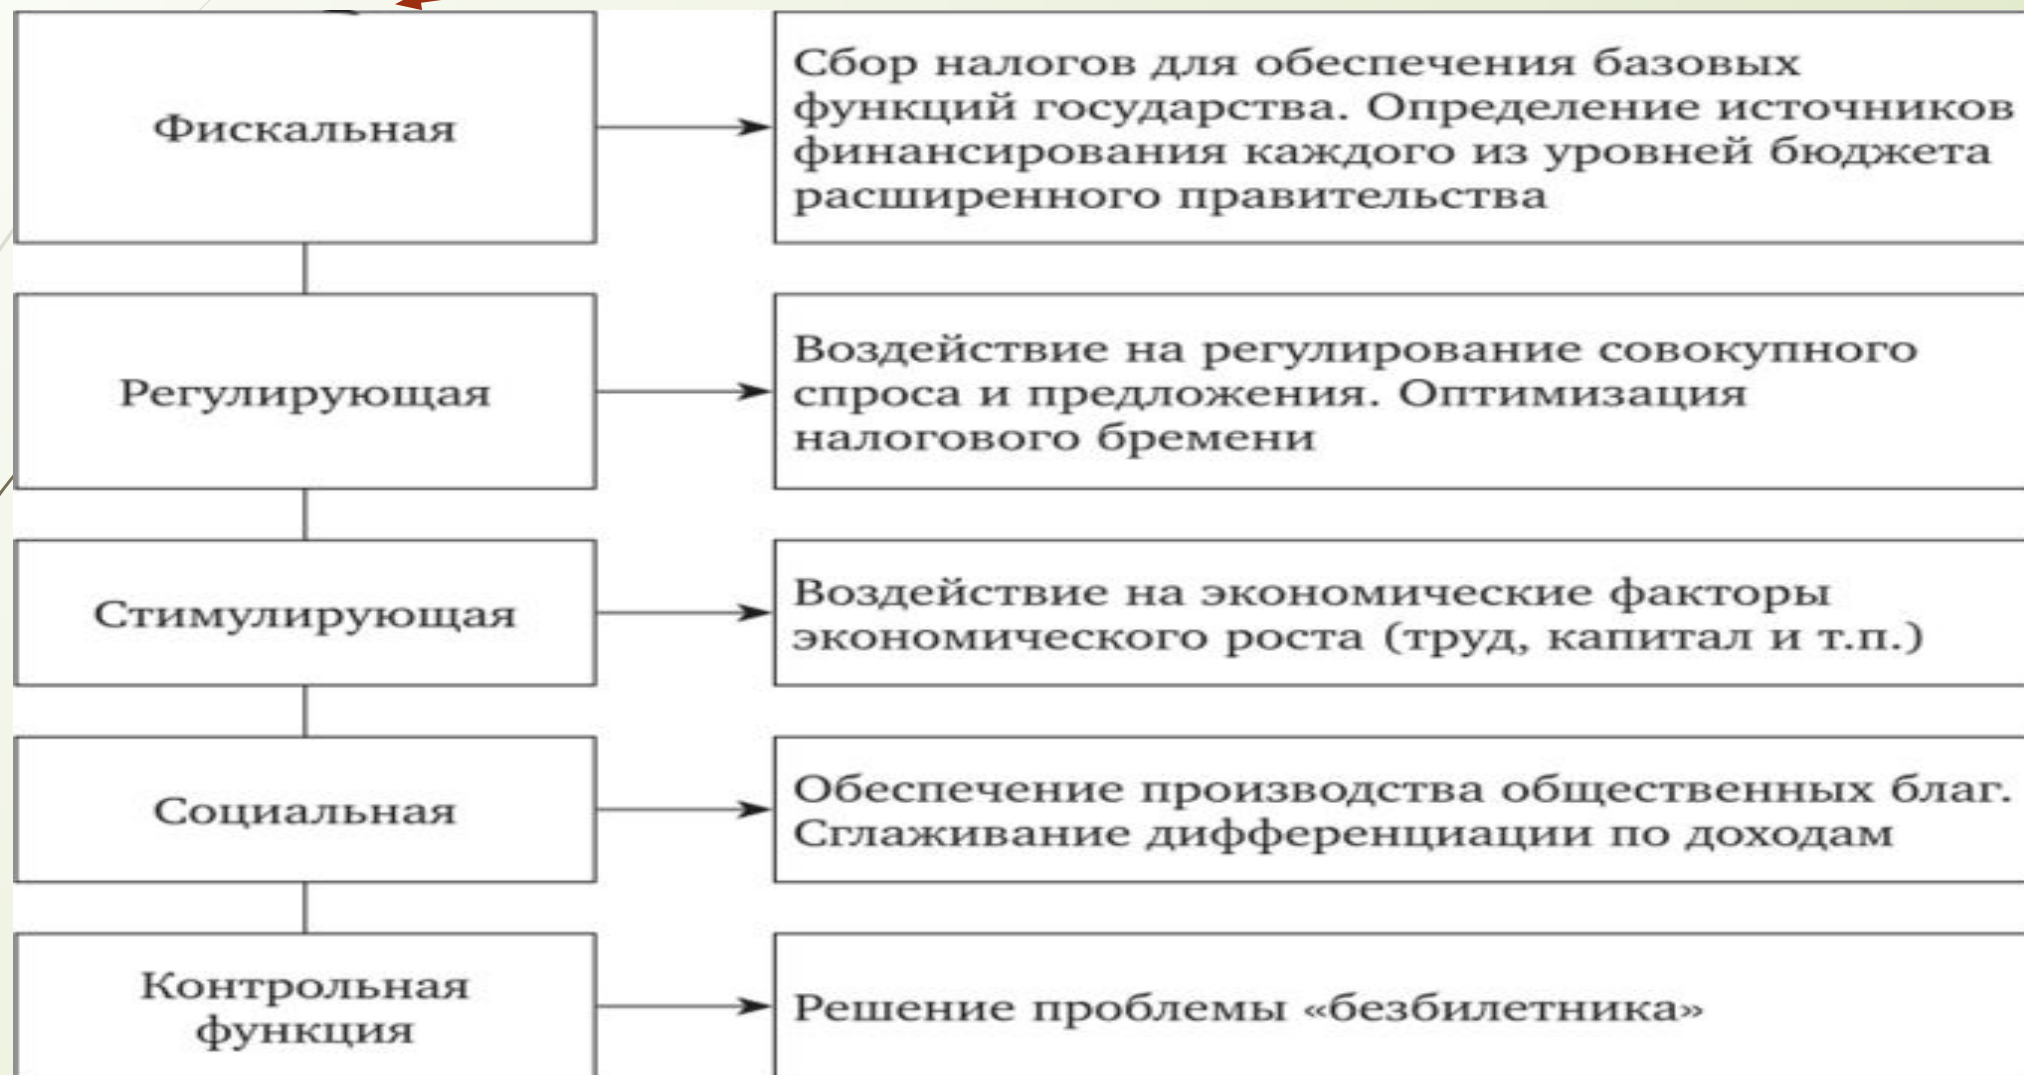 Фискальная
Сбор налогов для обеспечения базовых
функций государства. Определение источников
финансирования каждого из уровней бюджета
расширенного правительства
Регулирующая
Воздействие на регулирование совокупного
спроса и предложения. Оптимизация
налогового бремени
Стимулирующая
Воздействие на экономические факторы
экономического роста (труд, капитал и т.п.)
Социальная
Обеспечение производства общественных благ.
Сглаживание дифференциации по доходам
Контрольная
функция
Решение проблемы «безбилетника»